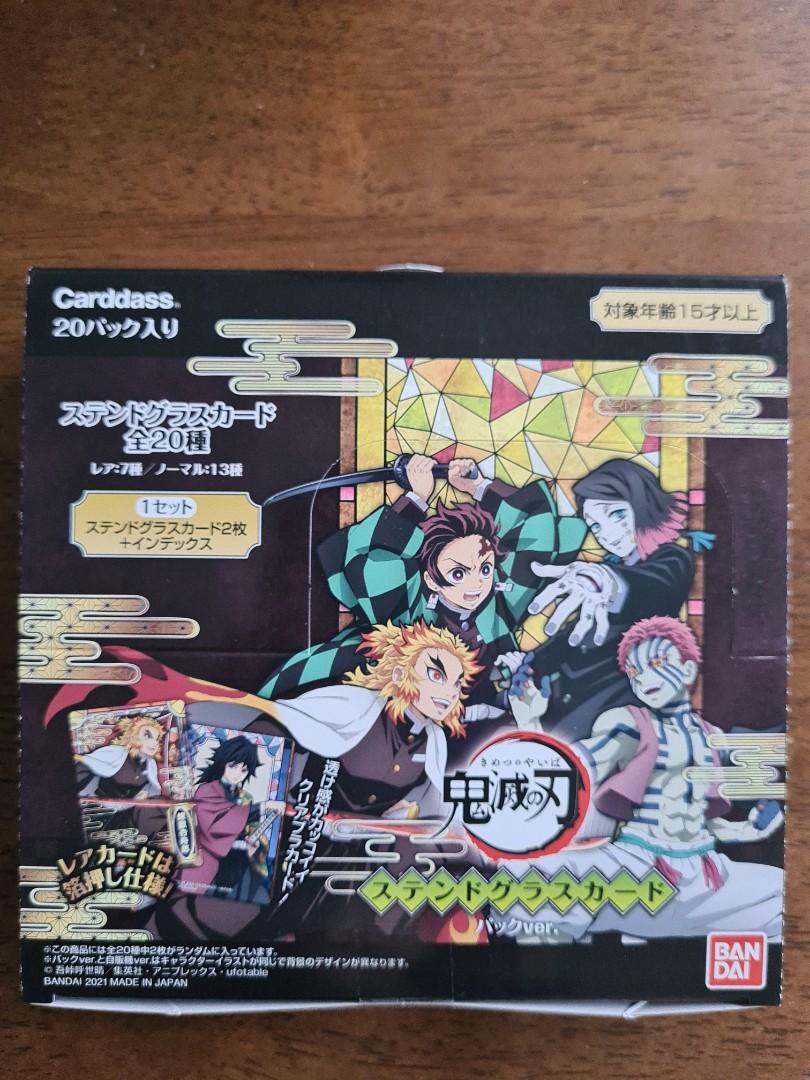 Carddass®
20パック入り
対象年齢15才以上
ステンドグラスカード
全20種
レア:7種/ノーマル:13種
1セット
ステンドグラスカード2枚
+インデックス
透け感がカッコイイ
クリアプラカード!
レアカードは
箔押し仕様!
きめつのやいば
鬼滅の刃
ステンドグラスカード
パックver.
※この商品には全20種中2枚がランダムに入っています。
※パックver.と自販機ver.はキャラクターイラストが同じで背景のデザインが異なります。
© 吾峠呼世晴/集英社・アニプレックス・ufotable
BANDAI 2021 MADE IN JAPAN
BAN
DAI